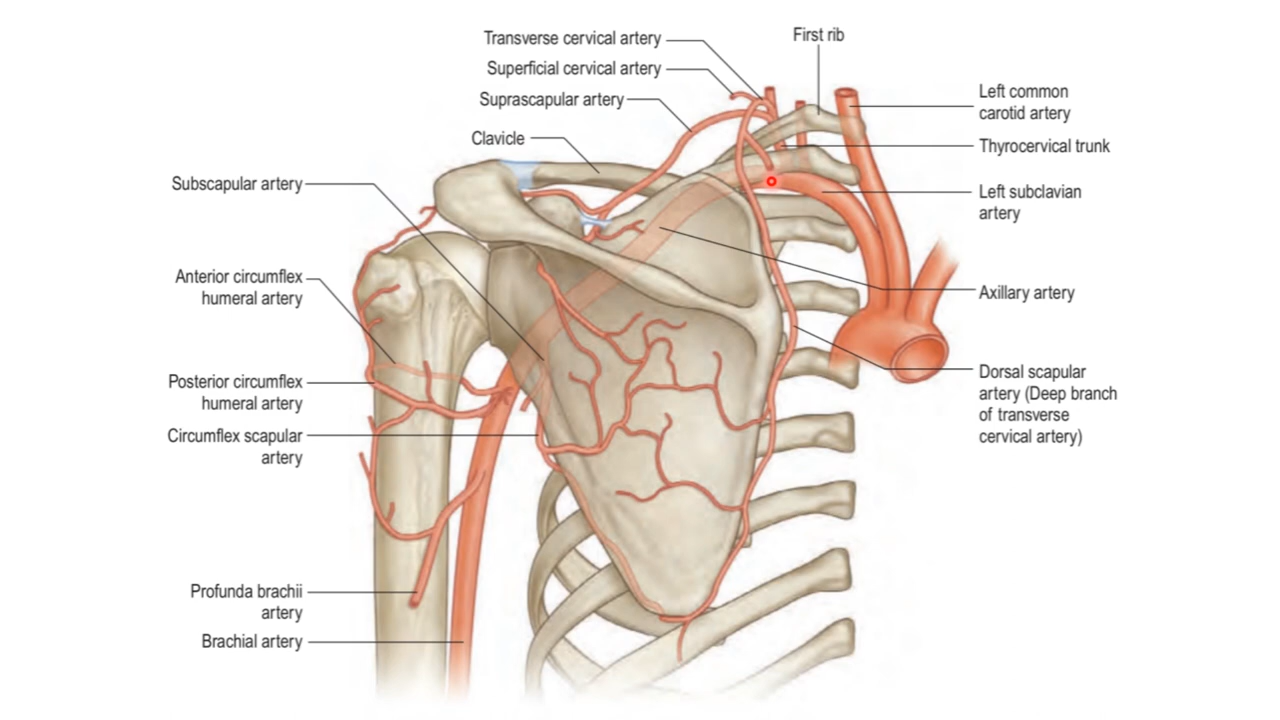 Transverse cervical artery
Superficial cervical artery
Suprascapular artery
Clavicle
Subscapular artery
Anterior circumflex
humeral artery
Posterior circumflex
humeral artery
Circumflex scapular
artery
Profunda brachii
artery
Brachial artery
First rib
Left common
carotid artery
Thyrocervical trunk
Left subclavian
artery
Axillary artery
Dorsal scapular
artery (Deep branch
of transverse
cervical artery)